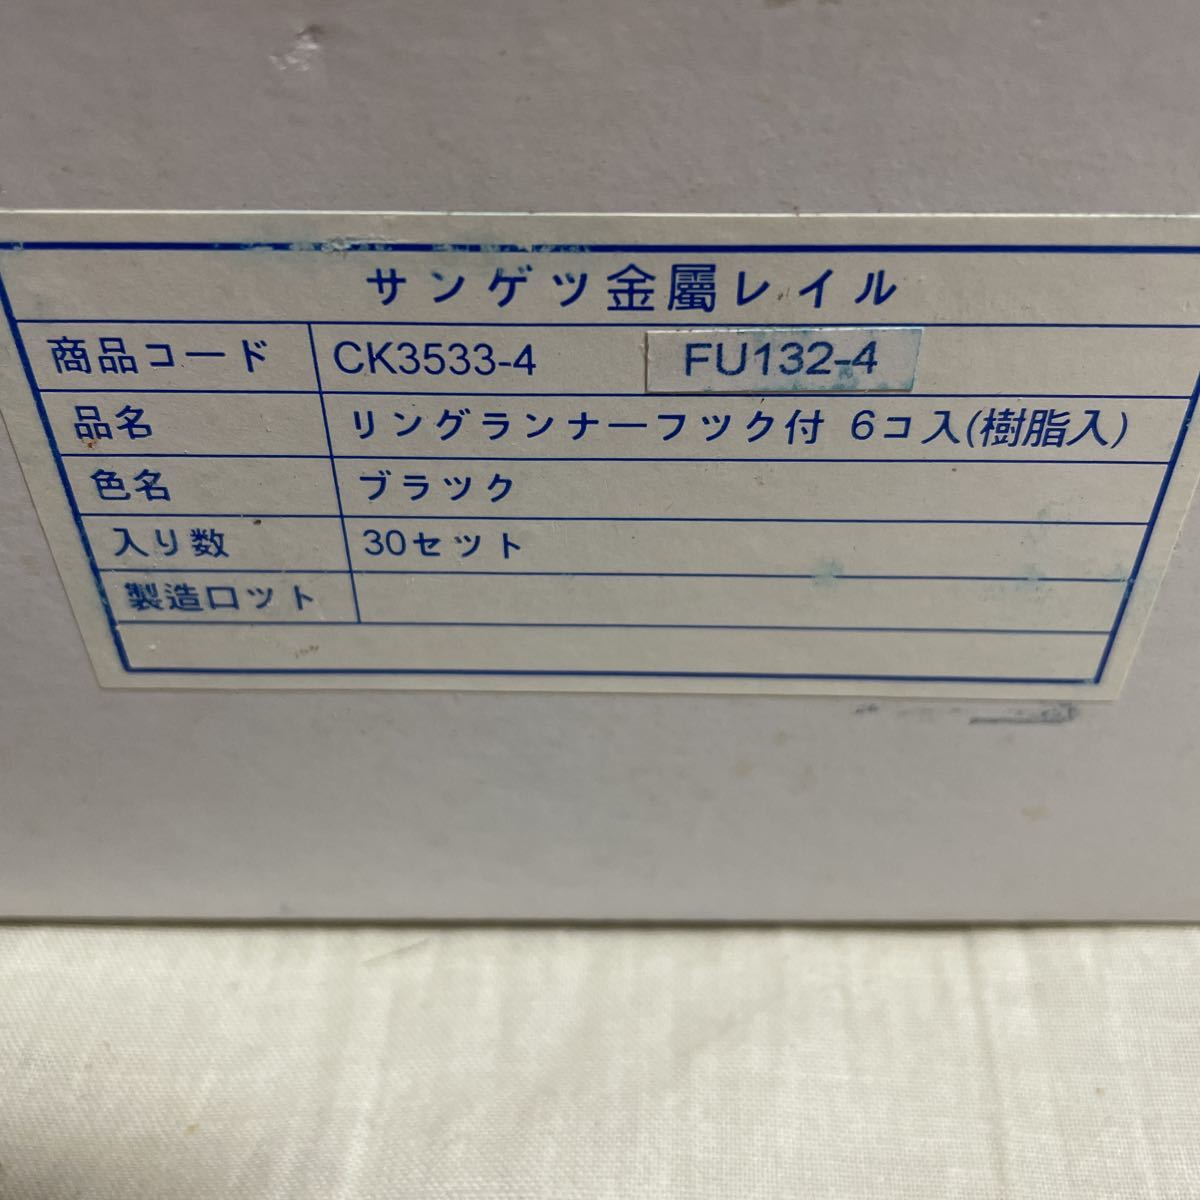 サンゲツ金屬レイル
商品コード CK3533-4 FU132-4
品名 リングランナーフック付 6コ入(樹脂入)
色名 ブラック
入り数 30セット
製造ロット